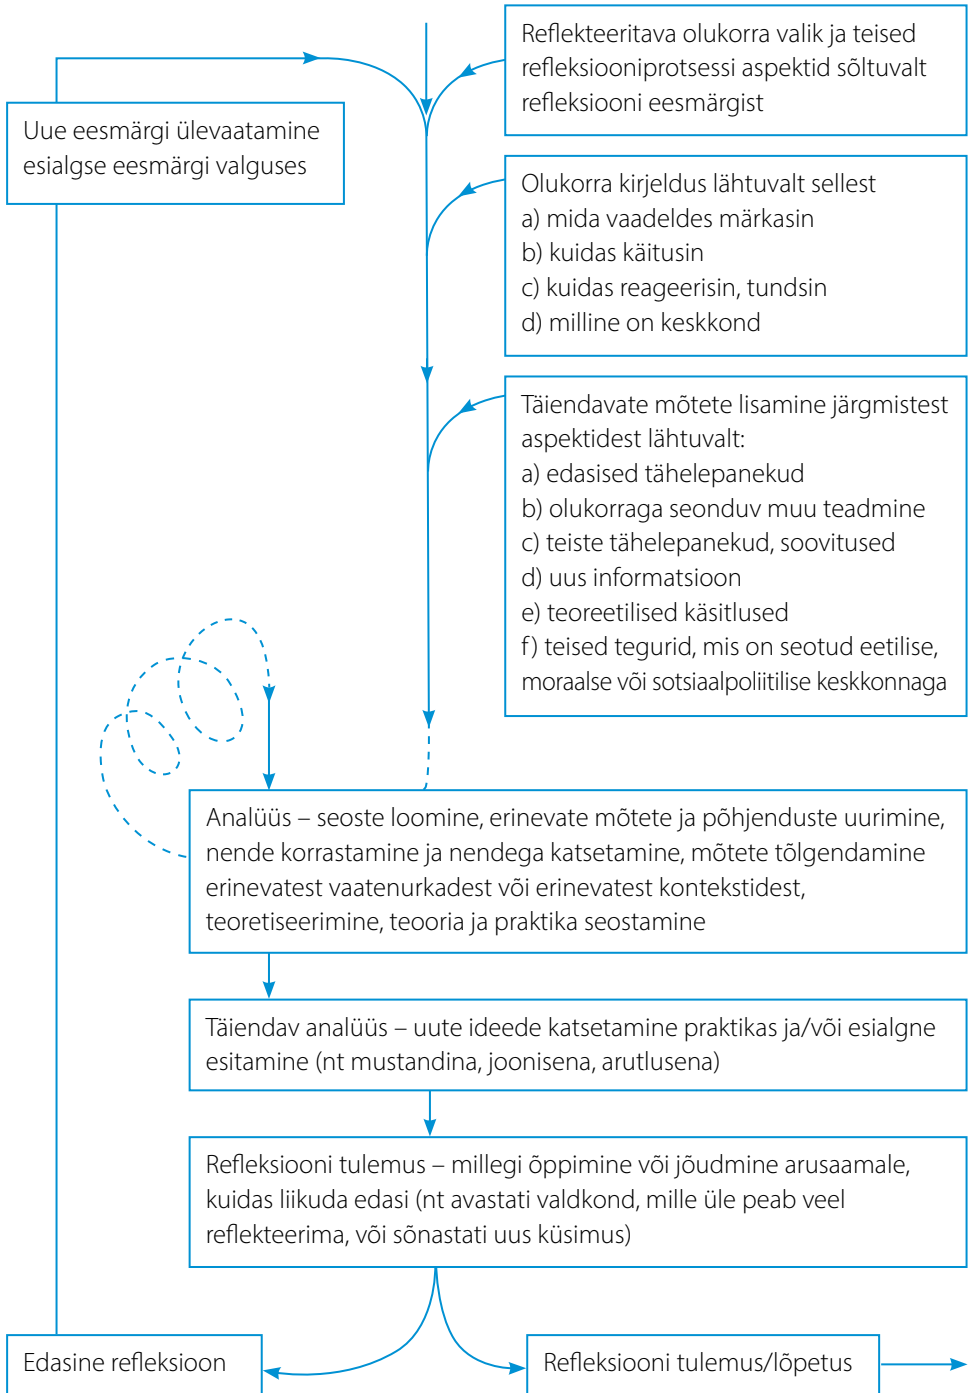 Reflekteeritava olukorra valik ja teised
refleksiooniprotsessi aspektid sõltuvalt
refleksiooni eesmärgist
Uue eesmärgi ülevaatamine
esialgse eesmärgi valguses
Olukorra kirjeldus lähtuvalt sellest
a) mida vaadeldes märkasin
b) kuidas käitusin
c) kuidas reageerisin, tundsin
d) milline on keskkond
Täiendavate mõtete lisamine järgmistest
aspektidest lähtuvalt:
a) edasised tähelepanekud
b) olukorraga seonduv muu teadmine
c) teiste tähelepanekud, soovitused
d) uus informatsioon
e) teoreetilised käsitlused
f) teised tegurid, mis on seotud eetilise,
moraalse või sotsiaalpoliitilise keskkonnaga
Analüüs – seoste loomine, erinevate mõtete ja põhjenduste uurimine,
nende korrastamine ja nendega katsetamine, mõtete tõlgendamine
erinevatest vaatenurkadest või erinevatest kontekstidest,
teoretiseerimine, teooria ja praktika seostamine
Täiendav analüüs – uute ideede katsetamine praktikas ja/või esialgne
esitamine (nt mustandina, joonisena, arutlusena)
Refleksiooni tulemus – millegi õppimine või jõudmine arusaamale,
kuidas liikuda edasi (nt avastati valdkond, mille üle peab veel
reflekteerima, või sõnastati uus küsimus)
Edasine refleksioon
Refleksiooni tulemus/lõpetus